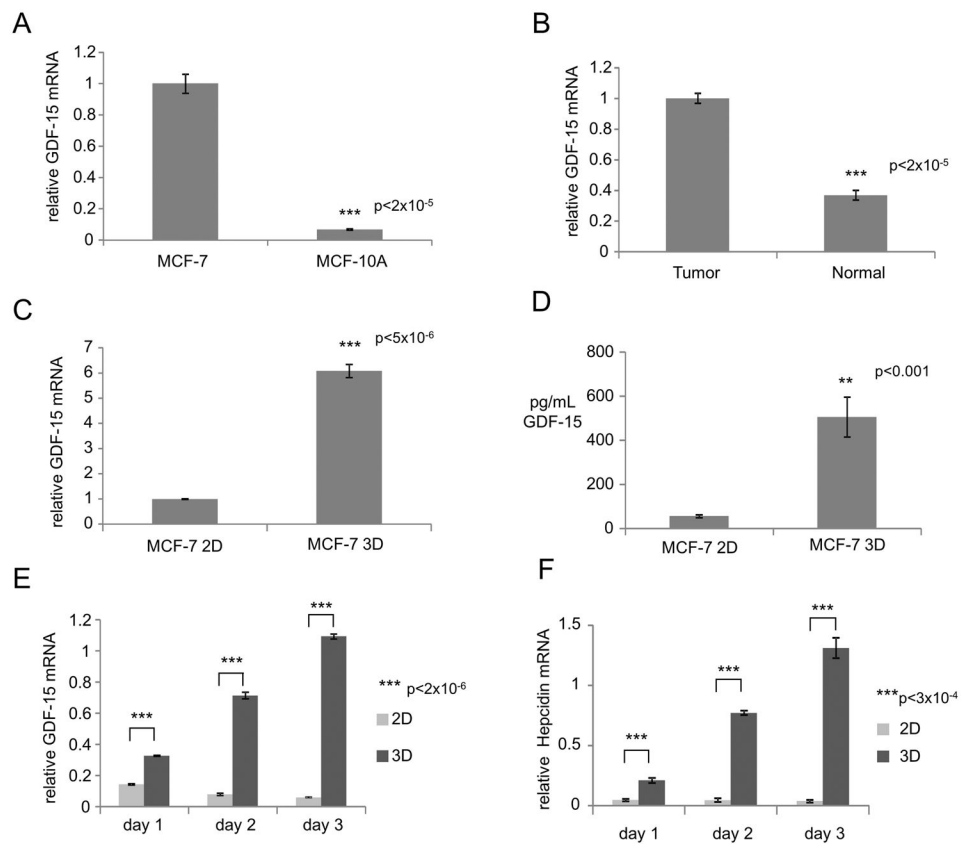 A
relative GDF-15 mRNA
1.2
1
0.8
0.6
0.4
0.2
0
*** p<2x10-5
MCF-7 MCF-10A
B
relative GDF-15 mRNA
1.2
1
0.8
0.6
0.4
0.2
0
*** p<2x10-5
Tumor Normal
C
relative GDF-15 mRNA
7
6
5
4
3
2
1
0
*** p<5x10-6
MCF-7 2D MCF-7 3D
D
pg/mL
GDF-15
800
600
400
200
0
** p<0.001
MCF-7 2D MCF-7 3D
E
relative GDF-15 mRNA
1.2
1
0.8
0.6
0.4
0.2
0
***
***
***
*** p<2x10-6
2D
3D
day 1 day 2 day 3
F
relative Hepcidin mRNA
1.5
1
0.5
0
***
***
***
***p<3x10-4
2D
3D
day 1 day 2 day 3